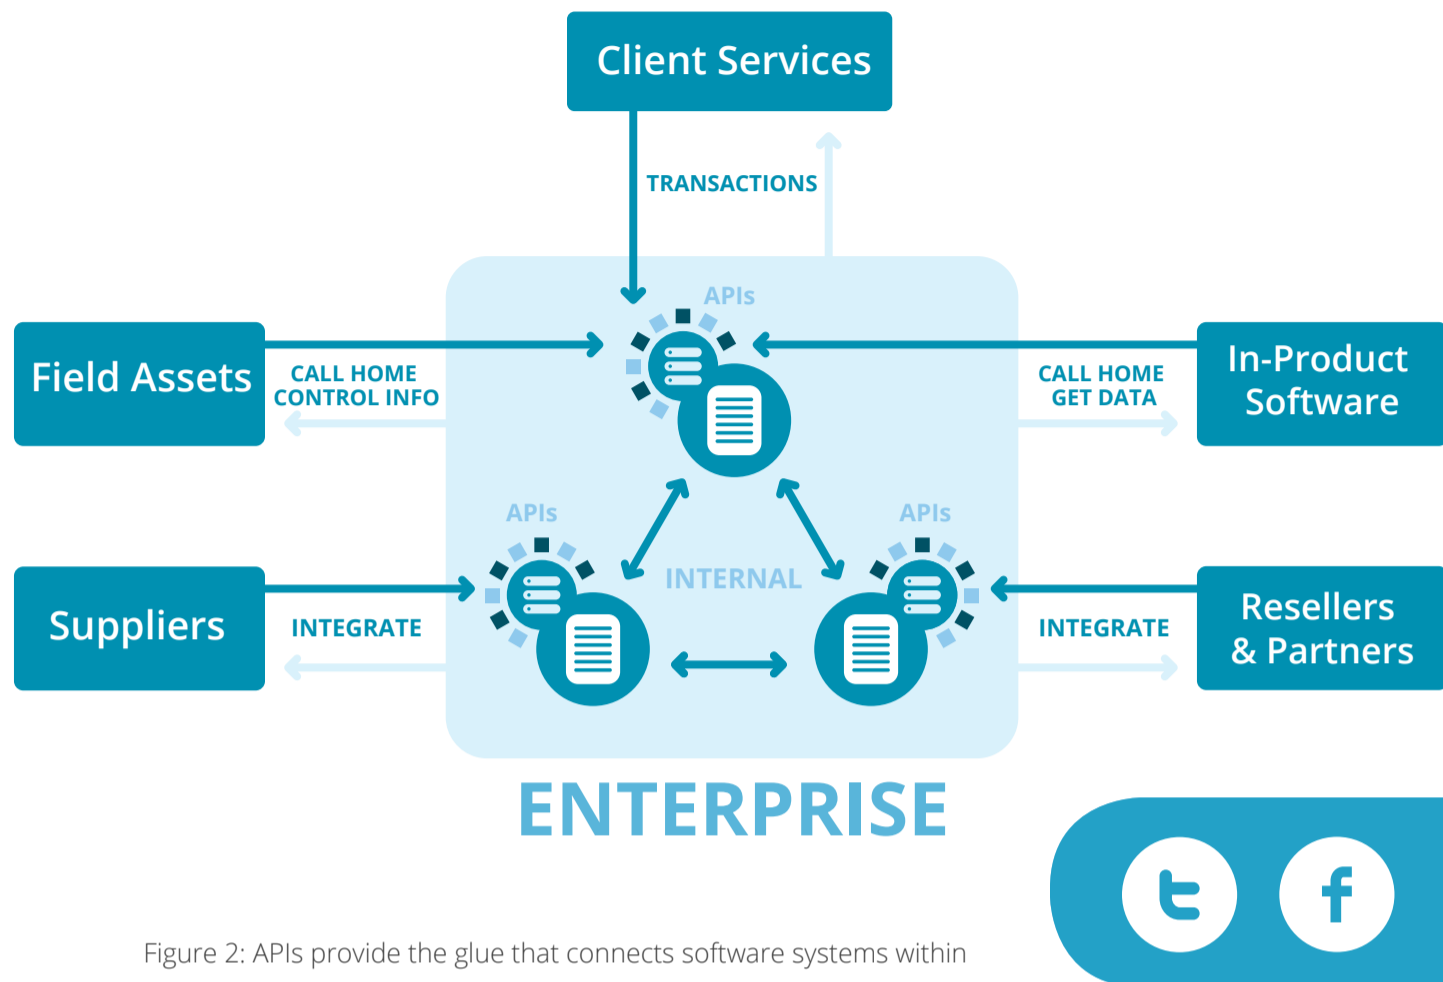 Client Services
TRANSACTIONS
APIs
Field Assets
CALL HOME
CONTROL INFO
CALL HOME
GET DATA
In-Product
Software
APIs
APIs
INTERNAL
Suppliers
INTEGRATE
INTEGRATE
Resellers
& Partners
ENTERPRISE
Figure 2: APIs provide the glue that connects software systems within